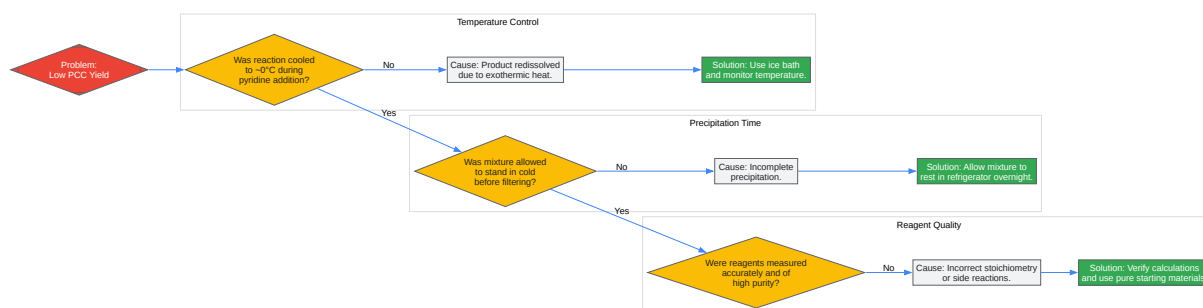 Temperature Control
Problem:
Low PCC Yield
Was reaction cooled
to ~0°C during
pyridine addition?
No
Cause: Product redissolved
due to exothermic heat.
Solution: Use ice bath
and monitor temperature.
Yes
Precipitation Time
Was mixture allowed
to stand in cold
before filtering?
No
Cause: Incomplete
precipitation.
Solution: Allow mixture to
rest in refrigerator overnight.
Yes
Reagent Quality
Were reagents measured
accurately and of
high purity?
No
Cause: Incorrect stoichiometry
or side reactions.
Solution: Verify calculations
and use pure starting materials